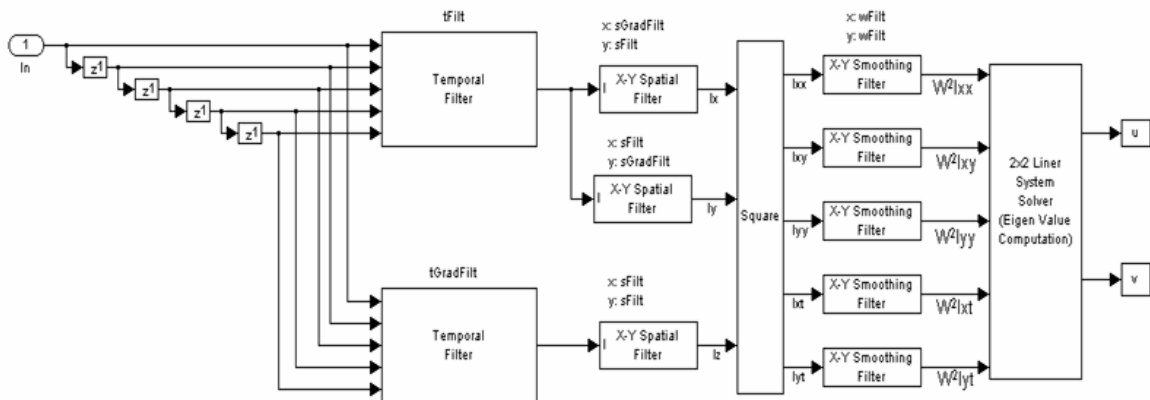 1
In
z1
z1
z1
z1
tFilt
Temporal
Filter
x: sGradFilt
y: sFilt
I
X-Y Spatial
Filter
Ix
x: sFilt
y: sGradFilt
I
X-Y Spatial
Filter
Iy
tGradFilt
Temporal
Filter
x: sFilt
y: sFilt
I
X-Y Spatial
Filter
Iz
Square
x: wFilt
y: wFilt
Ixx
X-Y Smoothing
Filter
W²Ixx
Ixy
X-Y Smoothing
Filter
W²Ixy
Iyy
X-Y Smoothing
Filter
W²Iyy
Ixt
X-Y Smoothing
Filter
W²Ixt
Iyt
X-Y Smoothing
Filter
W²Iyt
2x2 Liner
System
Solver
(Eigen Value
Computation)
u
v